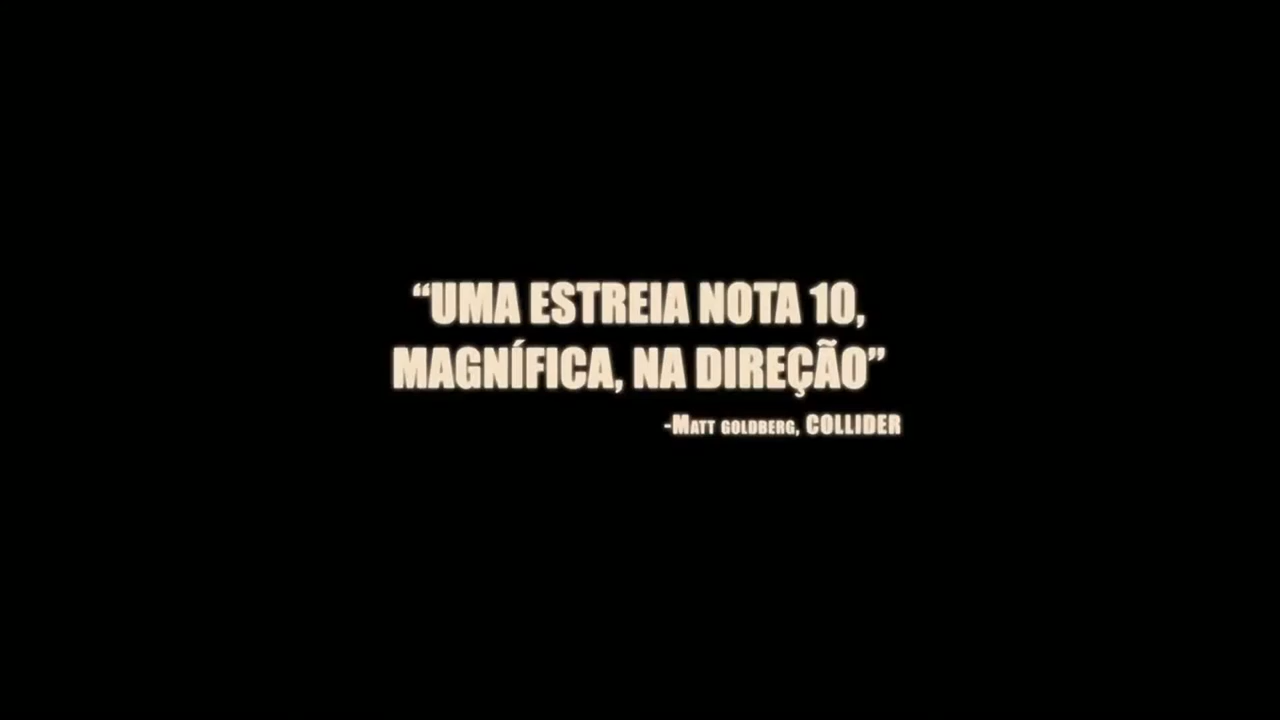 “UMA ESTREIA NOTA 10,
MAGNÍFICA, NA DIREÇÃO”
-MATT GOLDBERG, COLLIDER